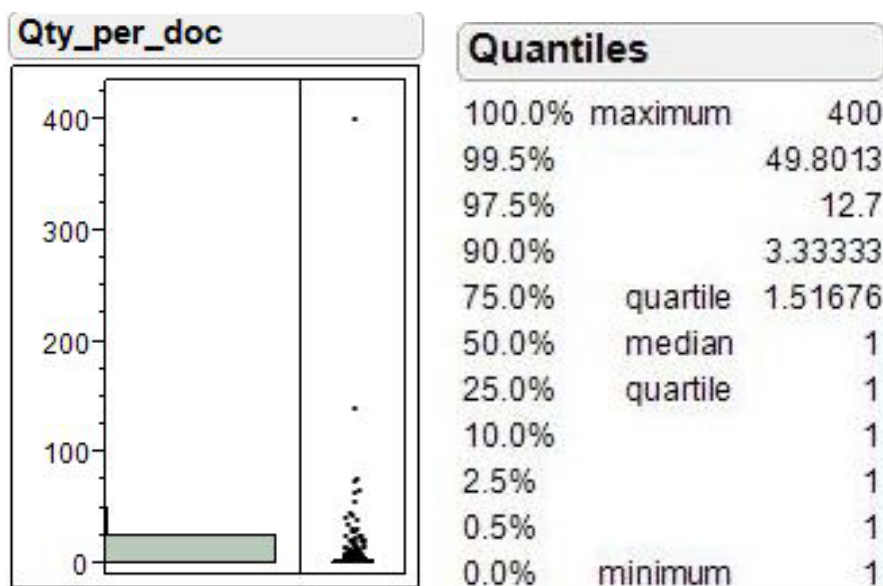 Qty_per_doc
400
300
200
100
0
Quantiles
100.0% maximum 400
99.5% 49.8013
97.5% 12.7
90.0% 3.33333
75.0% quartile 1.51676
50.0% median 1
25.0% quartile 1
10.0% 1
2.5% 1
0.5% 1
0.0% minimum 1